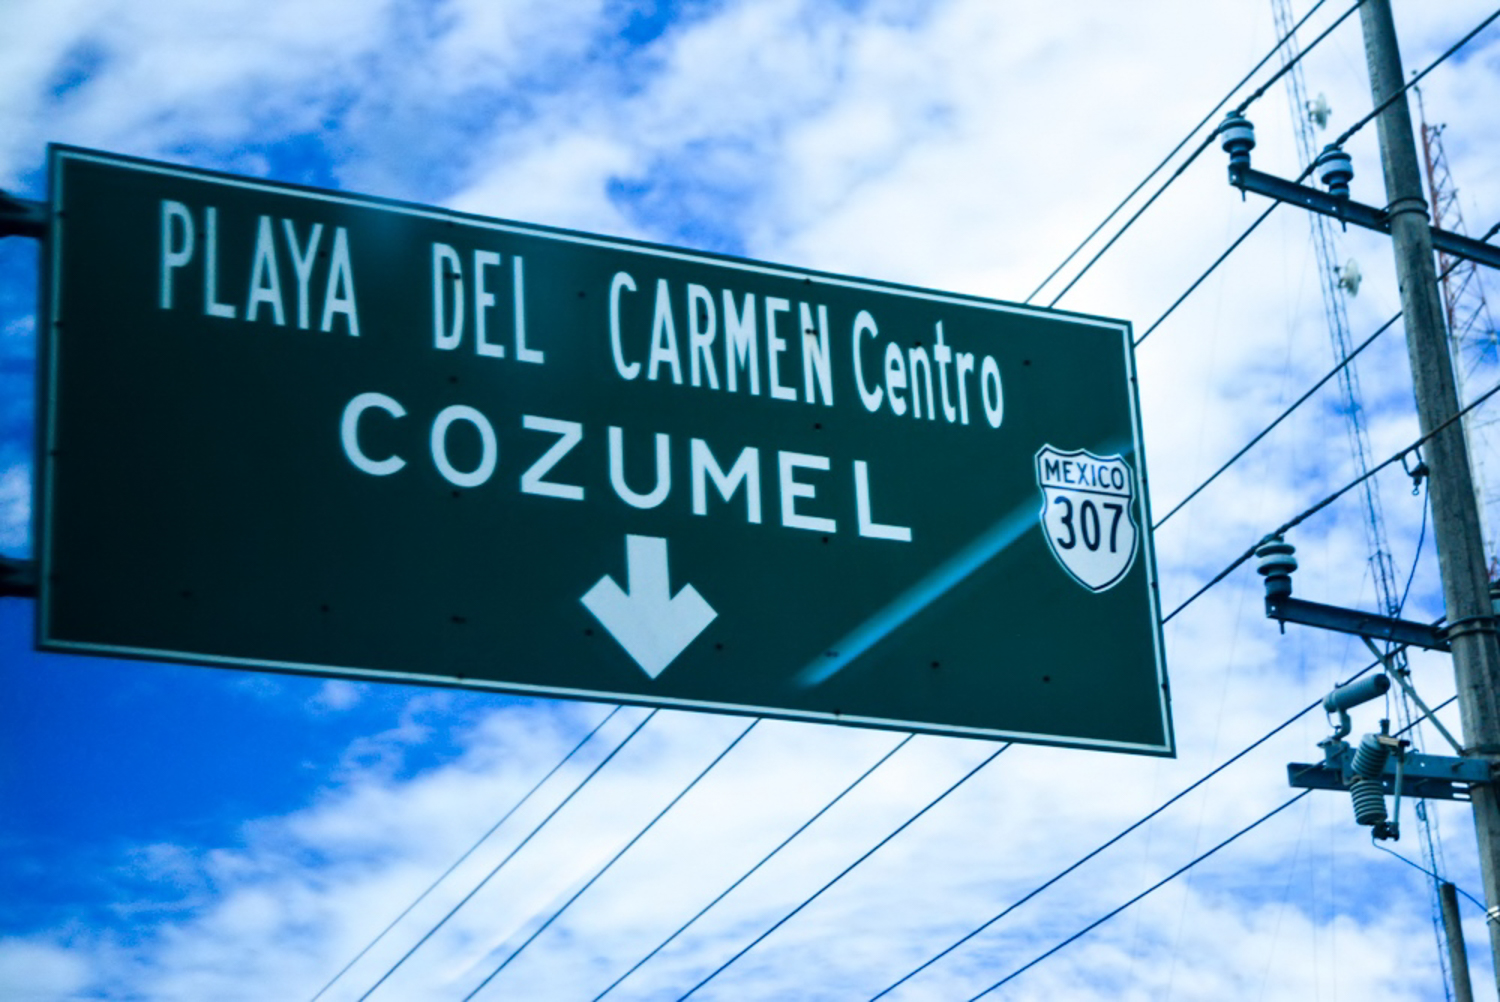 PLAYA DEL CARMEN Centro
COZUMEL
MEXICO
307